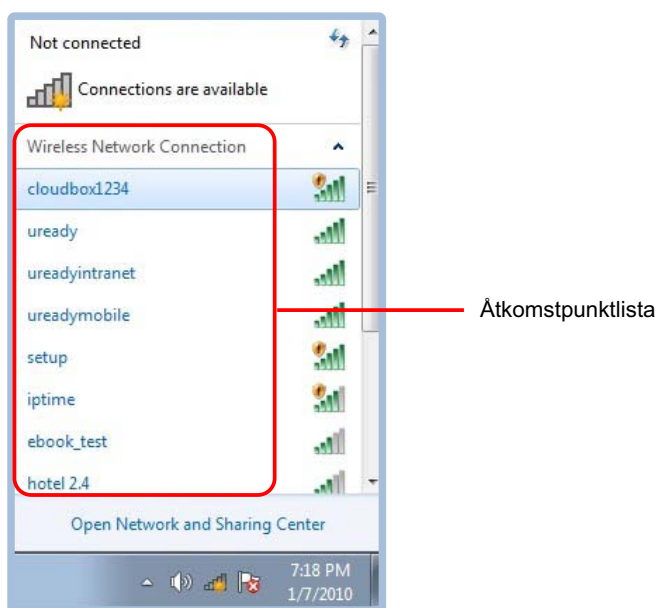 Not connected
Connections are available
Wireless Network Connection
cloudbox1234
uready
ureadyintranet
ureadymobile
Åtkomstpunktlista
setup
iptime
ebook_test
hotel 2.4
Open Network and Sharing Center
7:18 PM
1/7/2010